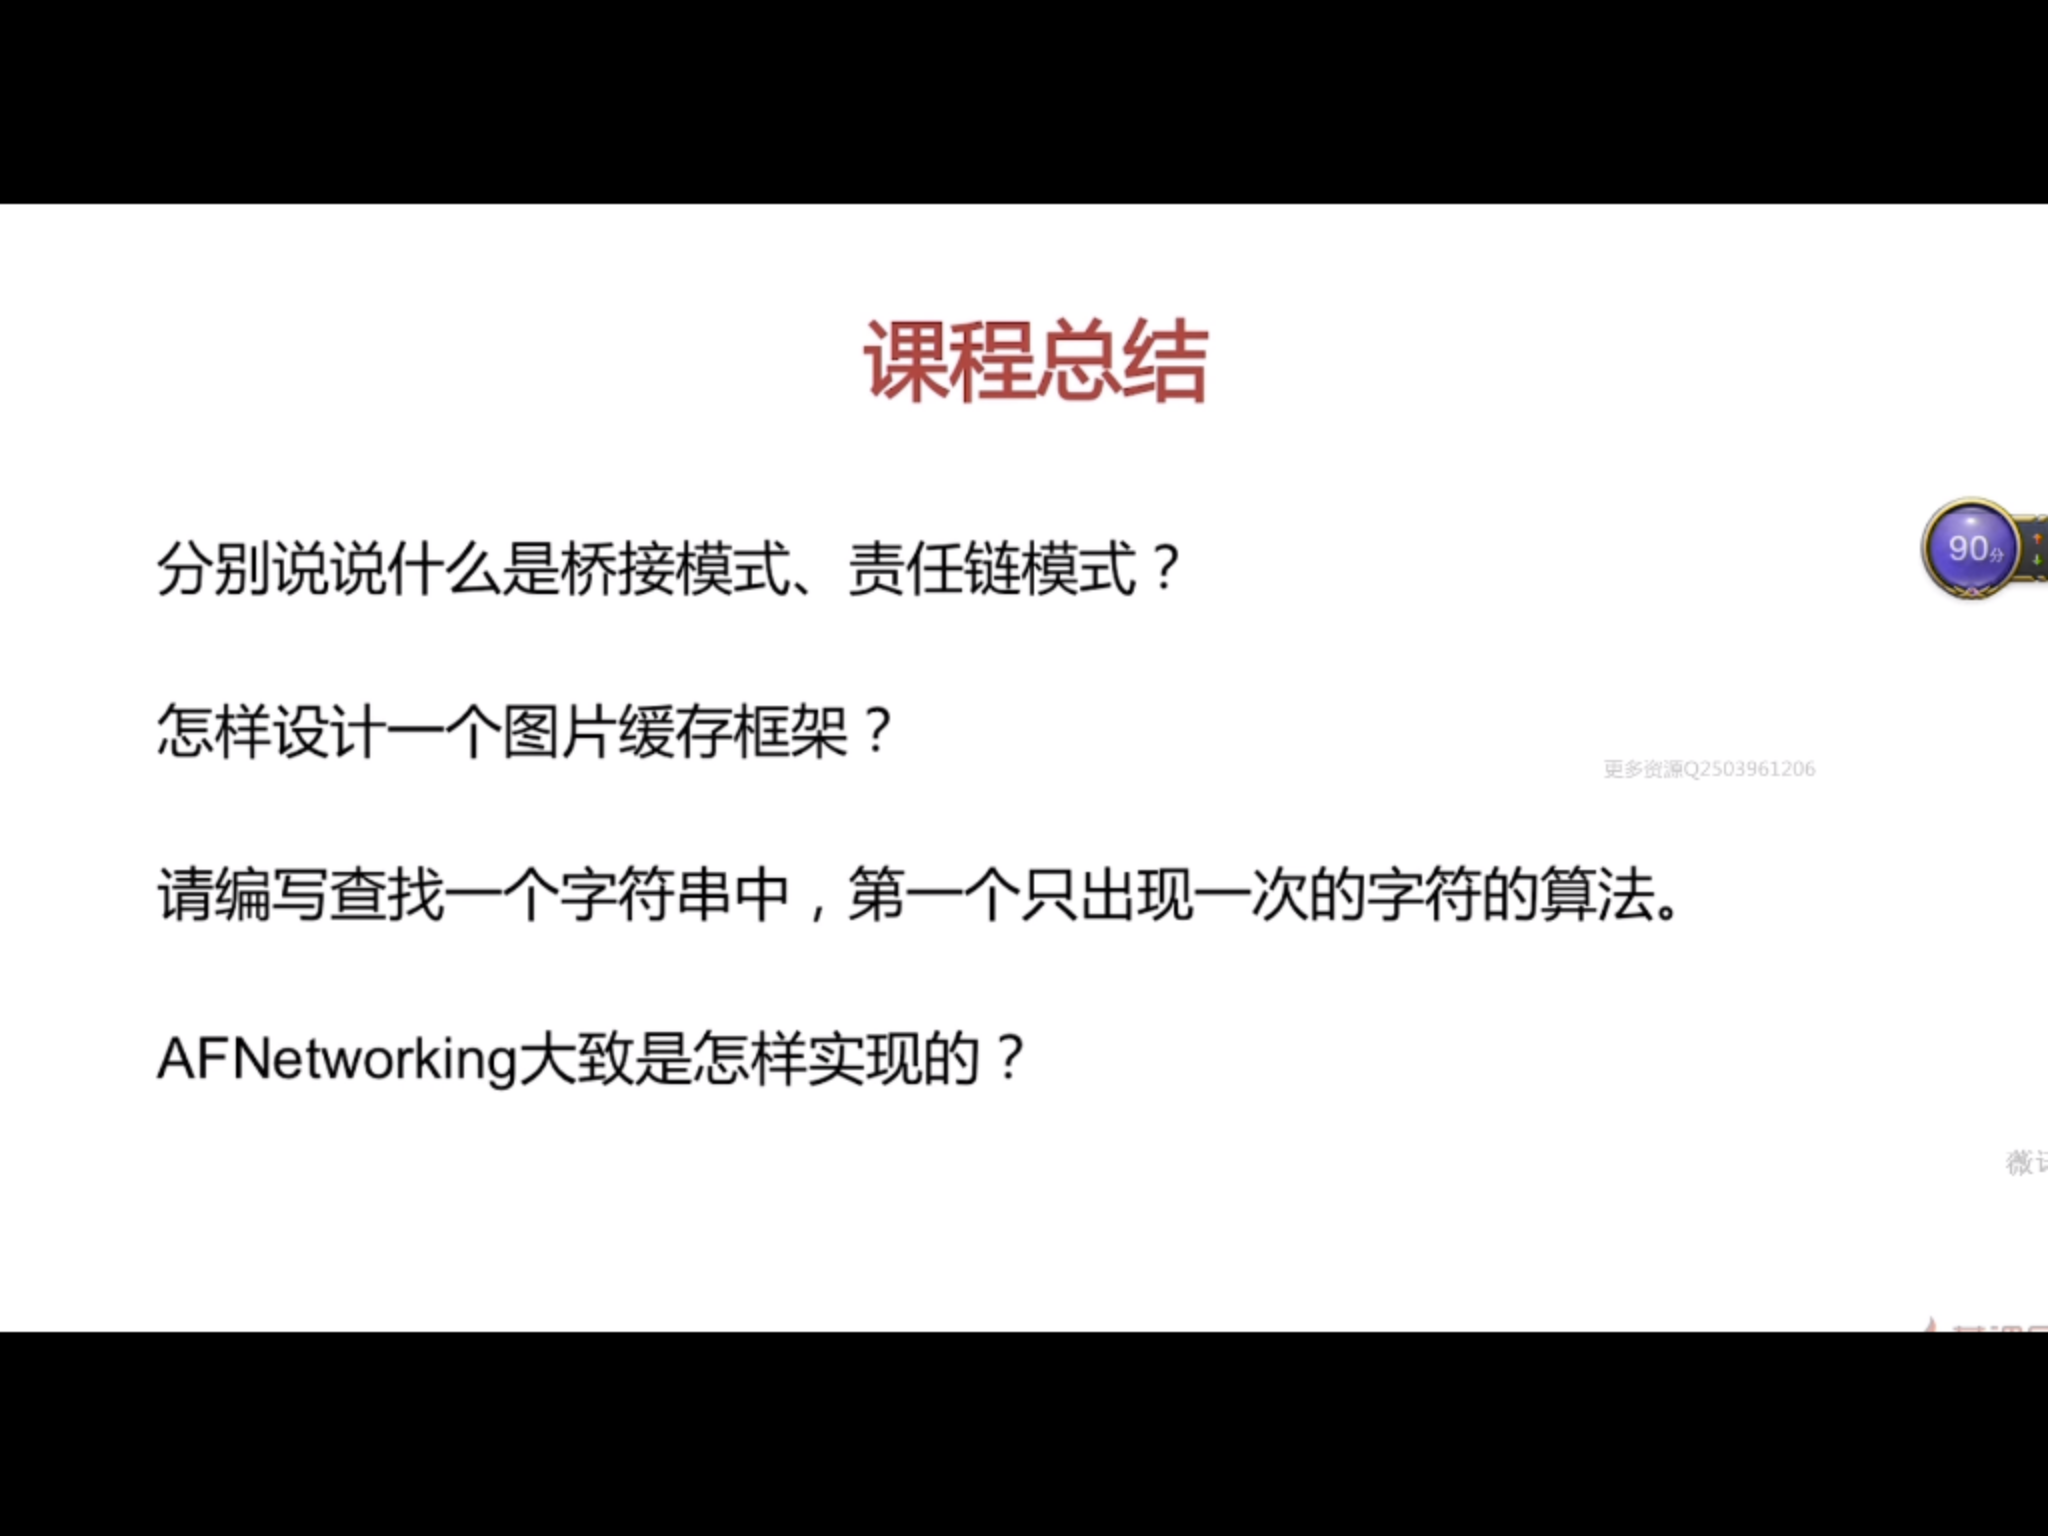 课程总结
分别说说什么是桥接模式、责任链模式？
90分
怎样设计一个图片缓存框架？
更多资源Q2503961206
请编写查找一个字符串中，第一个只出现一次的字符的算法。
AFNetworking大致是怎样实现的？
薇